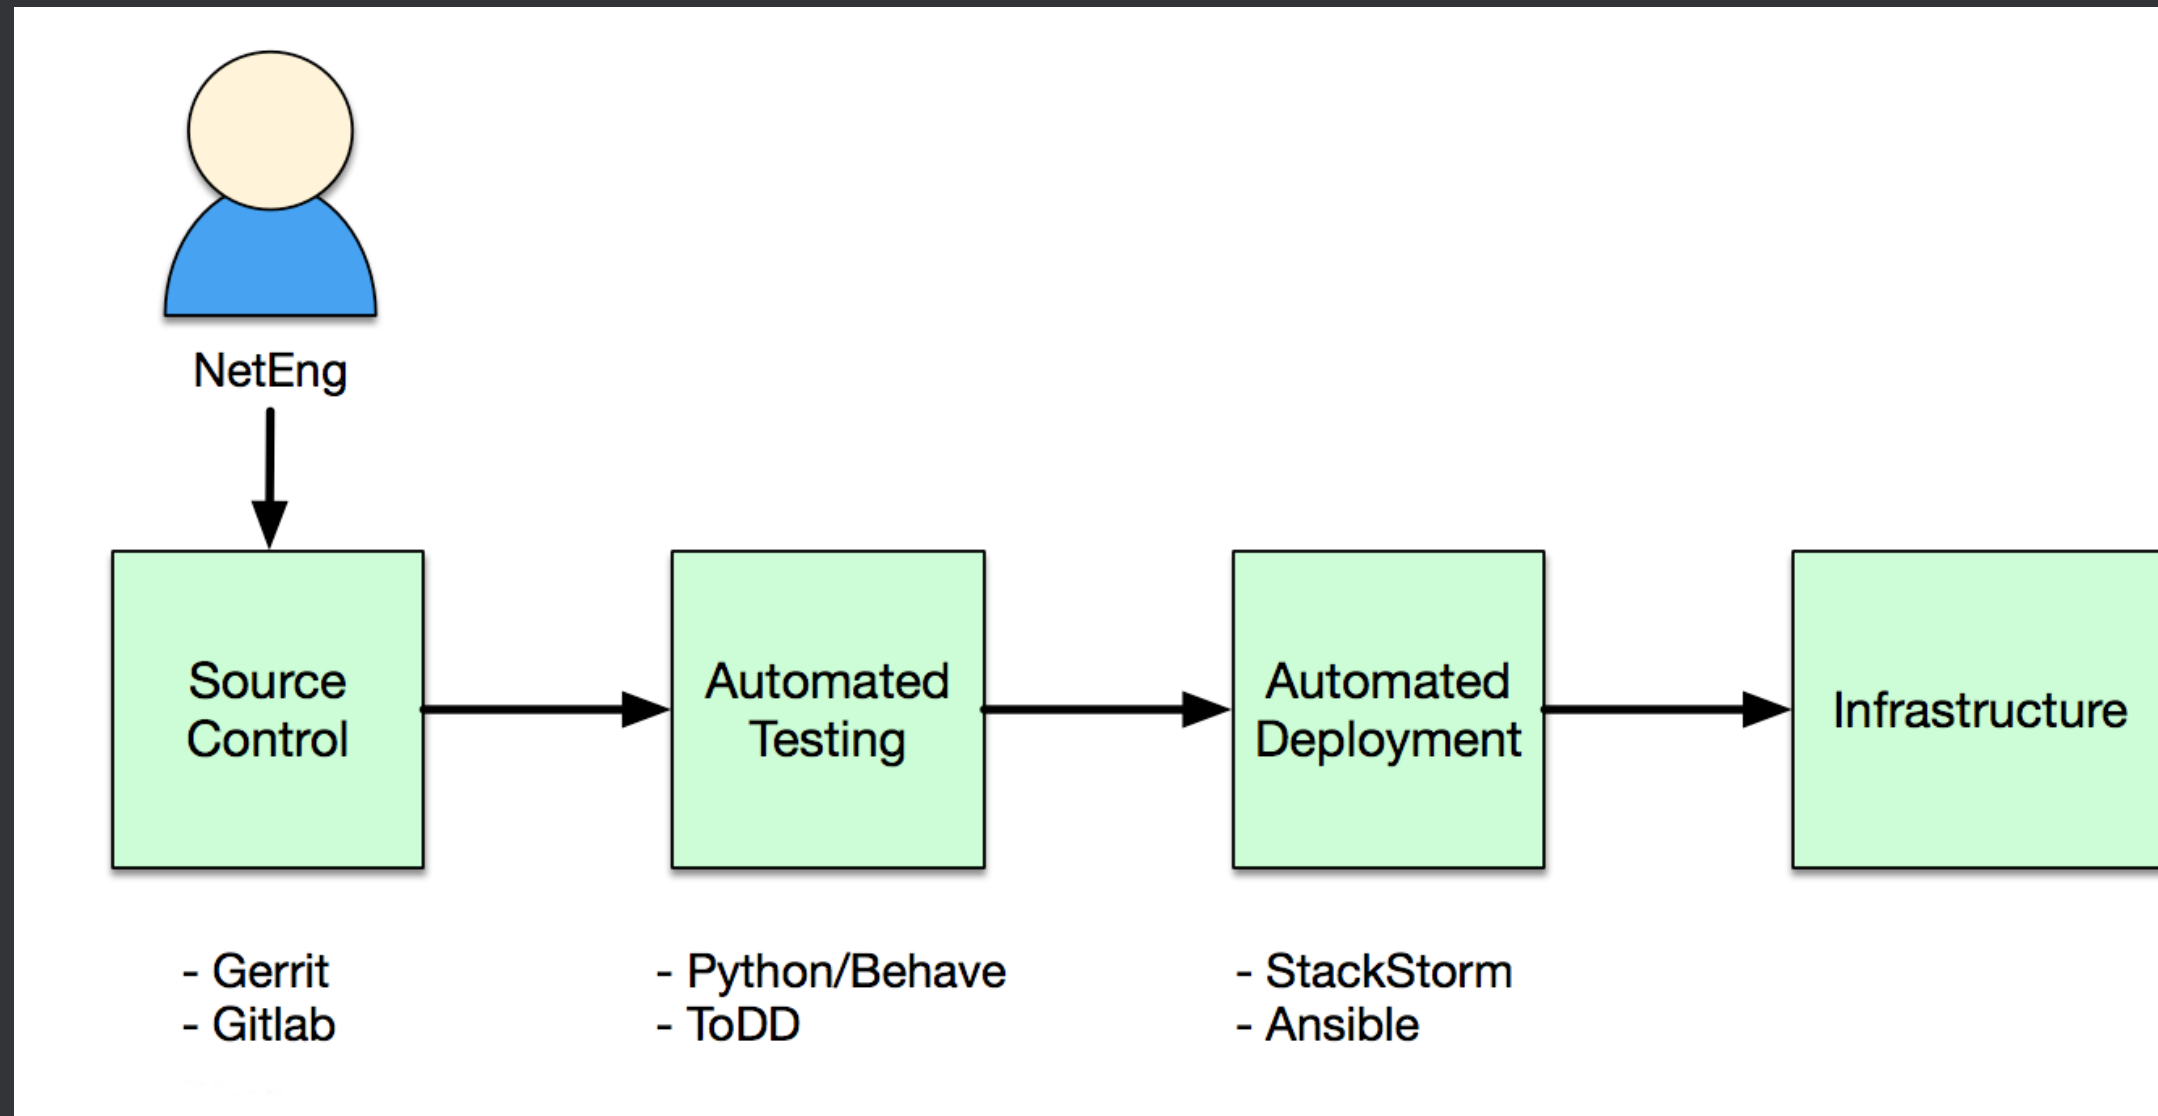 NetEng
Source
Control
Automated
Testing
Automated
Deployment
Infrastructure
- Gerrit
- Gitlab
- Python/Behave
- ToDD
- StackStorm
- Ansible